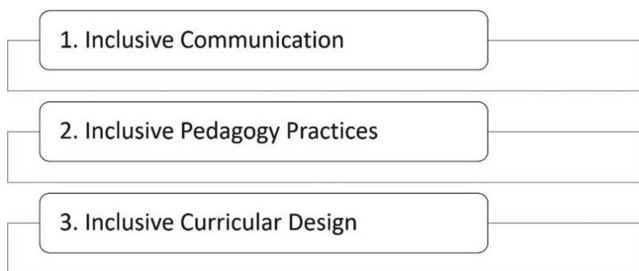 1. Inclusive Communication
2. Inclusive Pedagogy Practices
3. Inclusive Curricular Design